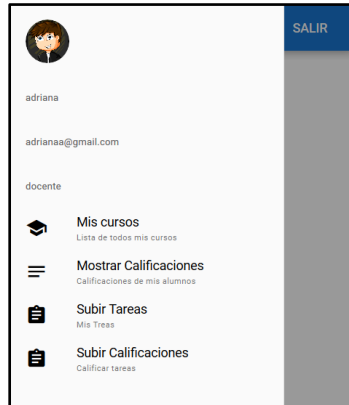 SALIR
adriana
adrianaa@gmail.com
docente
Mis cursos
Lista de todos mis cursos
Mostrar Calificaciones
Calificaciones de mis alumnos
Subir Tareas
Mis Treas
Subir Calificaciones
Calificar tareas